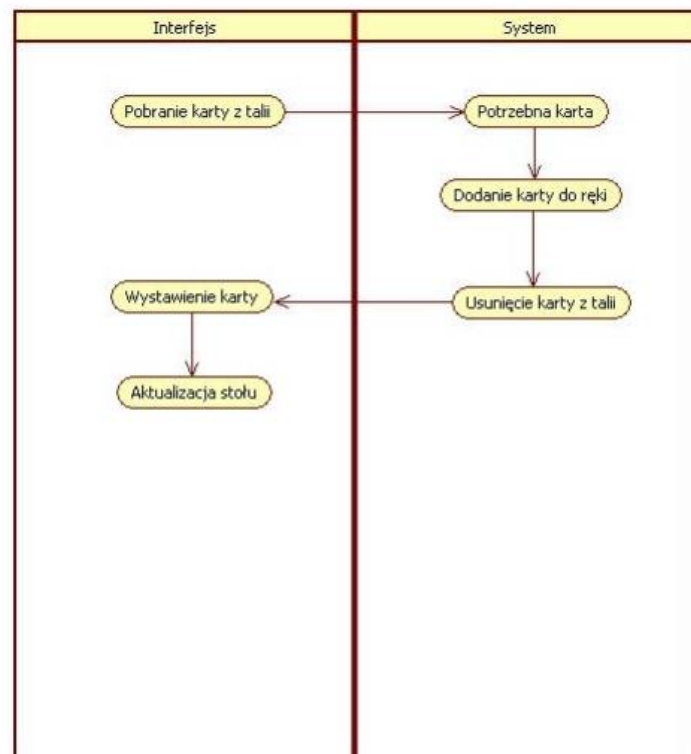 Interfejs
System
Pobranie karty z talii
Potrzebna karta
Dodanie karty do ręki
Wystawienie karty
Usunięcie karty z talii
Aktualizacja stołu